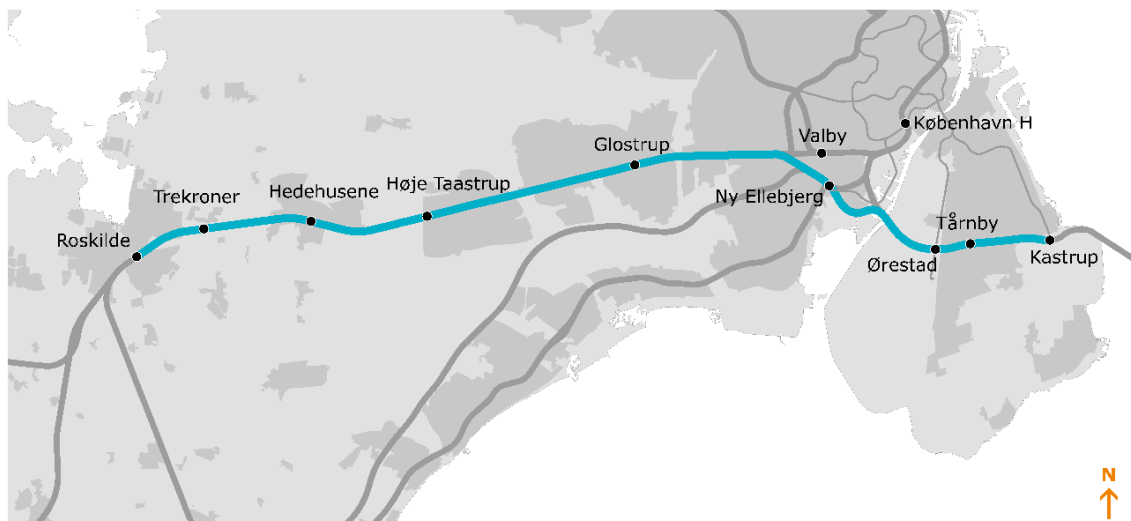 København H
Valby
Glostrup
Ny Ellebjerg
Høje Taastrup
Hedehusene
Trekroner
Tårnby
Roskilde
Ørestad
Kastrup
N